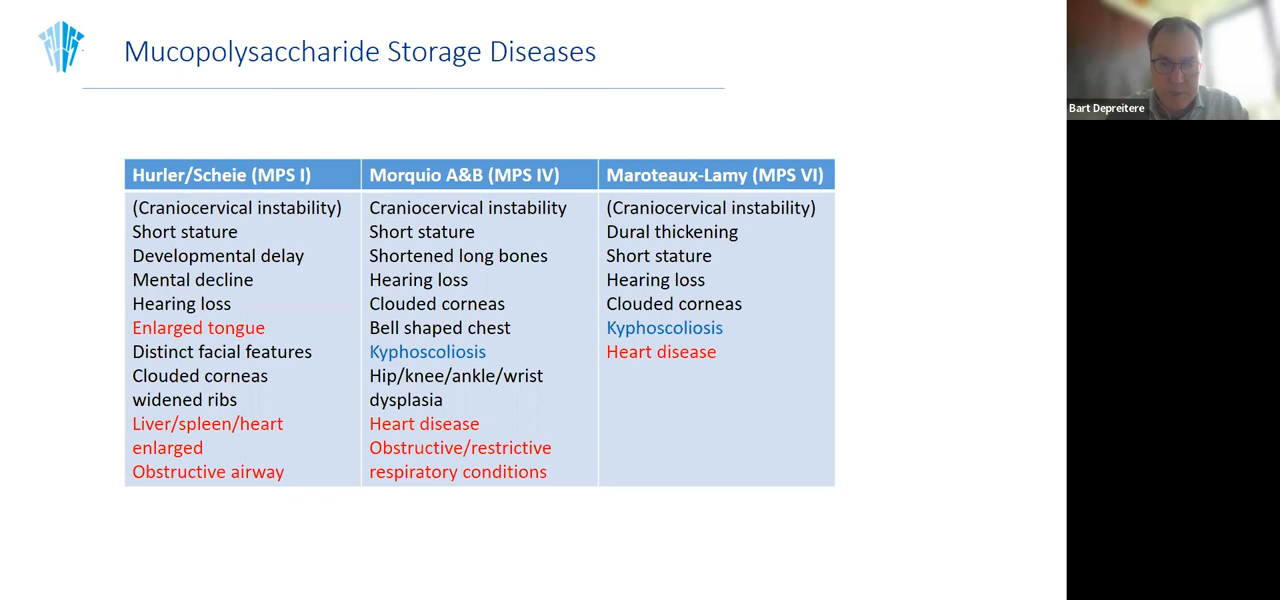 Mucopolysaccharide Storage Diseases
Bart Depreitere
Hurler/Scheie (MPS I)
(Craniocervical instability)
Short stature
Developmental delay
Mental decline
Hearing loss
Enlarged tongue
Distinct facial features
Clouded corneas
widened ribs
Liver/spleen/heart
enlarged
Obstructive airway
Morquio A&B (MPS IV)
Craniocervical instability
Short stature
Shortened long bones
Hearing loss
Clouded corneas
Bell shaped chest
Kyphoscoliosis
Hip/knee/ankle/wrist
dysplasia
Heart disease
Obstructive/restrictive
respiratory conditions
Maroteaux-Lamy (MPS VI)
(Craniocervical instability)
Dural thickening
Short stature
Hearing loss
Clouded corneas
Kyphoscoliosis
Heart disease